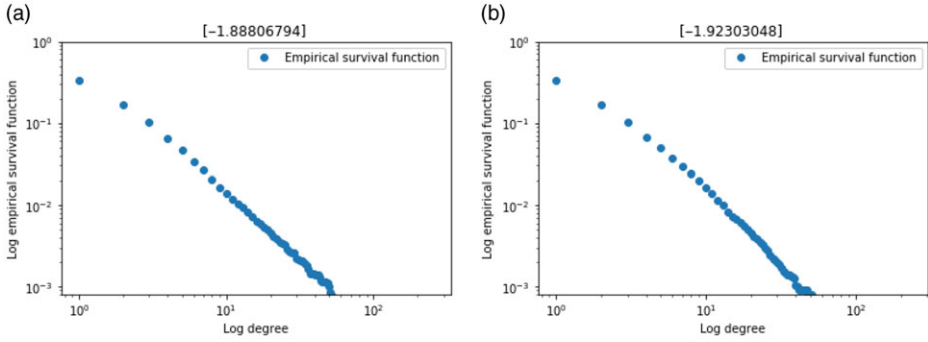 (a)
[−1.88806794]
Empirical survival function
10⁰
10⁻¹
10⁻²
10⁻³
Log empirical survival function
10⁰
10¹
10²
Log degree
(b)
[−1.92303048]
Empirical survival function
10⁰
10⁻¹
10⁻²
10⁻³
Log empirical survival function
10⁰
10¹
10²
Log degree